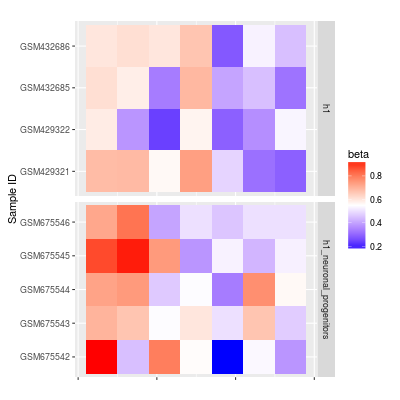 GSM432686
GSM432685
GSM429322
GSM429321
h1
GSM675546
GSM675545
GSM675544
GSM675543
GSM675542
h1_neuronal_progenitors
Sample ID
beta
0.8
0.6
0.4
0.2